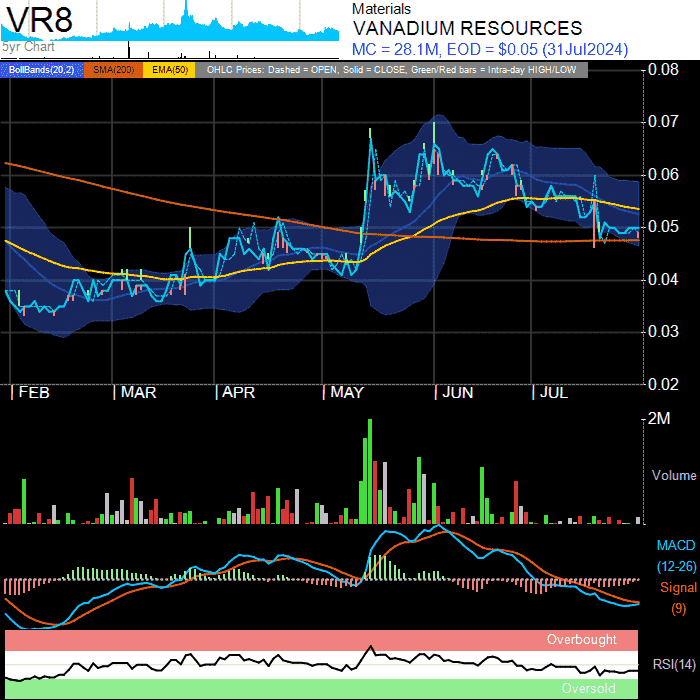 VR8
5yr Chart
Materials
VANADIUM RESOURCES
MC = 28.1M, EOD = $0.05 (31Jul2024)
BollBands(20,2) SMA(200) EMA(50) OHLC Prices: Dashed = OPEN, Solid = CLOSE, Green/Red bars = Intra-day HIGH/LOW
0.08
0.07
0.06
0.05
0.04
0.03
0.02
FEB MAR APR MAY JUN JUL
2M
Volume
MACD
(12-26)
Signal
(9)
Overbought
RSI(14)
Oversold